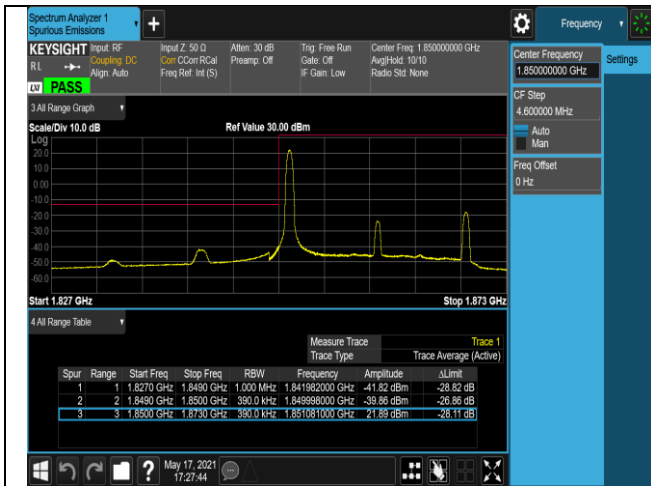 Spectrum Analyzer 1
Spurious Emissions
Frequency
KEYSIGHT Input: RF Input Z: 50 Ω Atten: 30 dB Trig: Free Run Center Freq: 1.850000000 GHz
RL Coupling: DC Corr CCorr RCal Preamp: Off Gate: Off Avg|Hold: 10/10
Align: Auto Freq Ref: Int (S) IF Gain: Low Radio Std: None
LXI PASS
Center Frequency
1.850000000 GHz
Settings
CF Step
4.600000 MHz
Auto
Man
Freq Offset
0 Hz
3 All Range Graph
Scale/Div 10.0 dB Ref Value 30.00 dBm
Log
20.0
10.0
0.00
-10.0
-20.0
-30.0
-40.0
-50.0
-60.0
Start 1.827 GHz Stop 1.873 GHz
4 All Range Table
Measure Trace Trace 1
Trace Type Trace Average (Active)
Spur Range Start Freq Stop Freq RBW Frequency Amplitude ΔLimit
1 1 1.8270 GHz 1.8490 GHz 1.000 MHz 1.841982000 GHz -41.82 dBm -28.82 dB
2 2 1.8490 GHz 1.8500 GHz 390.0 kHz 1.849998000 GHz -39.86 dBm -26.86 dB
3 3 1.8500 GHz 1.8730 GHz 390.0 kHz 1.851081000 GHz 21.89 dBm -28.11 dB
May 17, 2021
17:27:44